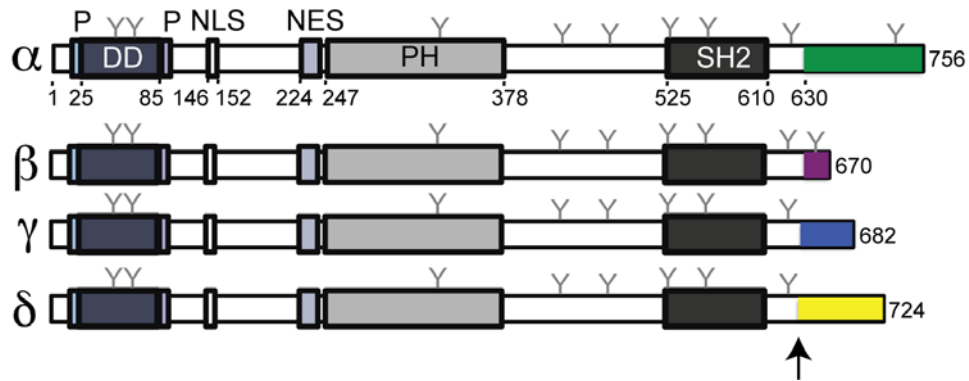 P P NLS NES
Y Y Y Y Y Y Y Y Y
α DD PH SH2 756
1 25 85 146 152 224 247 378 525 610 630
Y Y Y Y Y Y Y Y Y
β 670
Y Y Y Y Y Y Y Y
γ 682
Y Y Y Y Y Y Y Y
δ 724